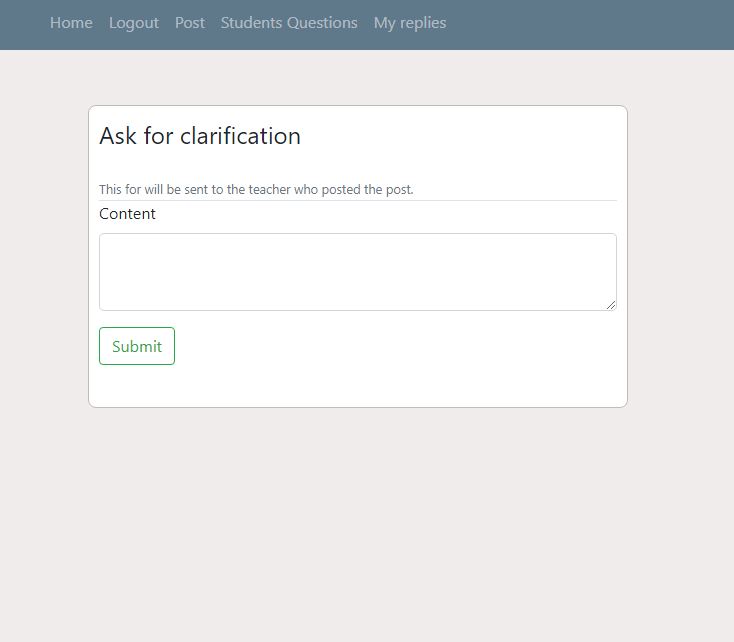 Home Logout Post Students Questions My replies
Ask for clarification
This for will be sent to the teacher who posted the post.
Content
Submit